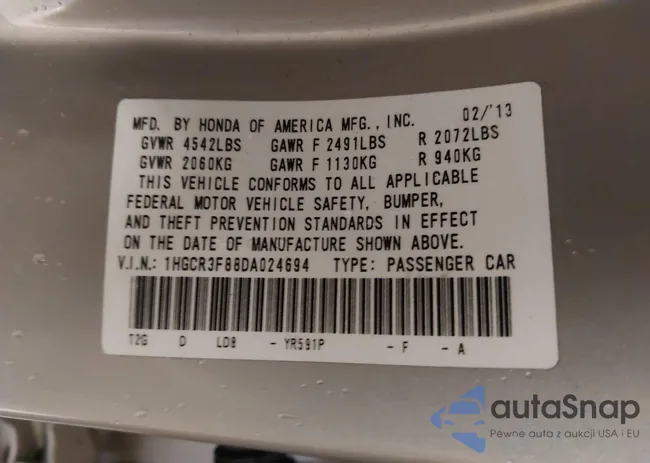 MFD. BY HONDA OF AMERICA MFG., INC. 02/'13
GVWR 4542LBS GAWR F 2491LBS R 2072LBS
GVWR 2060KG GAWR F 1130KG R 940KG
THIS VEHICLE CONFORMS TO ALL APPLICABLE
FEDERAL MOTOR VEHICLE SAFETY, BUMPER,
AND THEFT PREVENTION STANDARDS IN EFFECT
ON THE DATE OF MANUFACTURE SHOWN ABOVE.
V.I.N.: 1HGCR3F88DA024694 TYPE: PASSENGER CAR
T2G D LD8 - YR591P - F - A
autaSnap
Pewne auta z aukcji USA i EU